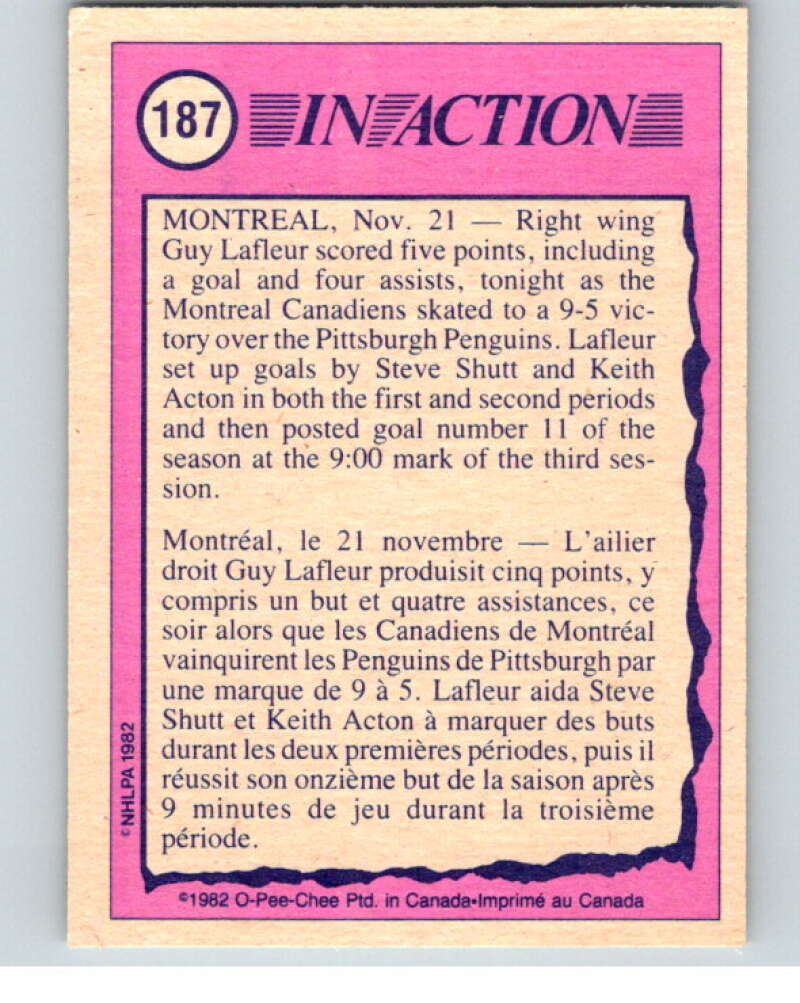 187 IN ACTION
MONTREAL, Nov. 21 — Right wing
Guy Lafleur scored five points, including
a goal and four assists, tonight as the
Montreal Canadiens skated to a 9-5 vic-
tory over the Pittsburgh Penguins. Lafleur
set up goals by Steve Shutt and Keith
Acton in both the first and second periods
and then posted goal number 11 of the
season at the 9:00 mark of the third ses-
sion.
Montréal, le 21 novembre — L'ailier
droit Guy Lafleur produisit cinq points, y
compris un but et quatre assistances, ce
soir alors que les Canadiens de Montréal
vainquirent les Penguins de Pittsburgh par
une marque de 9 à 5. Lafleur aida Steve
Shutt et Keith Acton à marquer des buts
durant les deux premières périodes, puis il
réussit son onzième but de la saison après
9 minutes de jeu durant la troisième
période.
©NHLPA 1982
©1982 O-Pee-Chee Ptd. in Canada•Imprimé au Canada